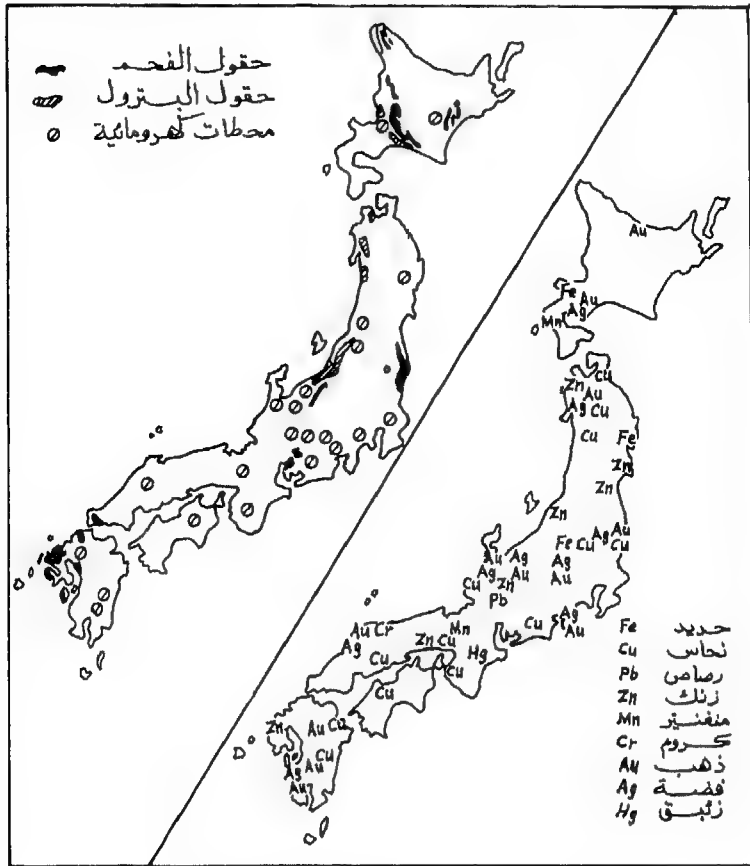 حقول الفحم
حقول البترول
محطات كهرومائية
Au
Fe
Au
Mn Ag
Cu
Zn
Au
Ag Cu
Cu Fe
Zn
Zn
Zn
Au
Fe Cu Ag Cu
Au Ag
Ag Ag
Cu Zn Au Au
Pb
Ag
Cu Au
Au Cr Mn
Ag Zn Cu
Cu Hg
Cu
Cu
Zn Au Cu
Cu
Au
Ag
Au
Fe حديد
Cu نحاس
Pb رصاص
Zn زنك
Mn منغنيز
Cr كروم
Au ذهب
Ag فضة
Hg زئبق